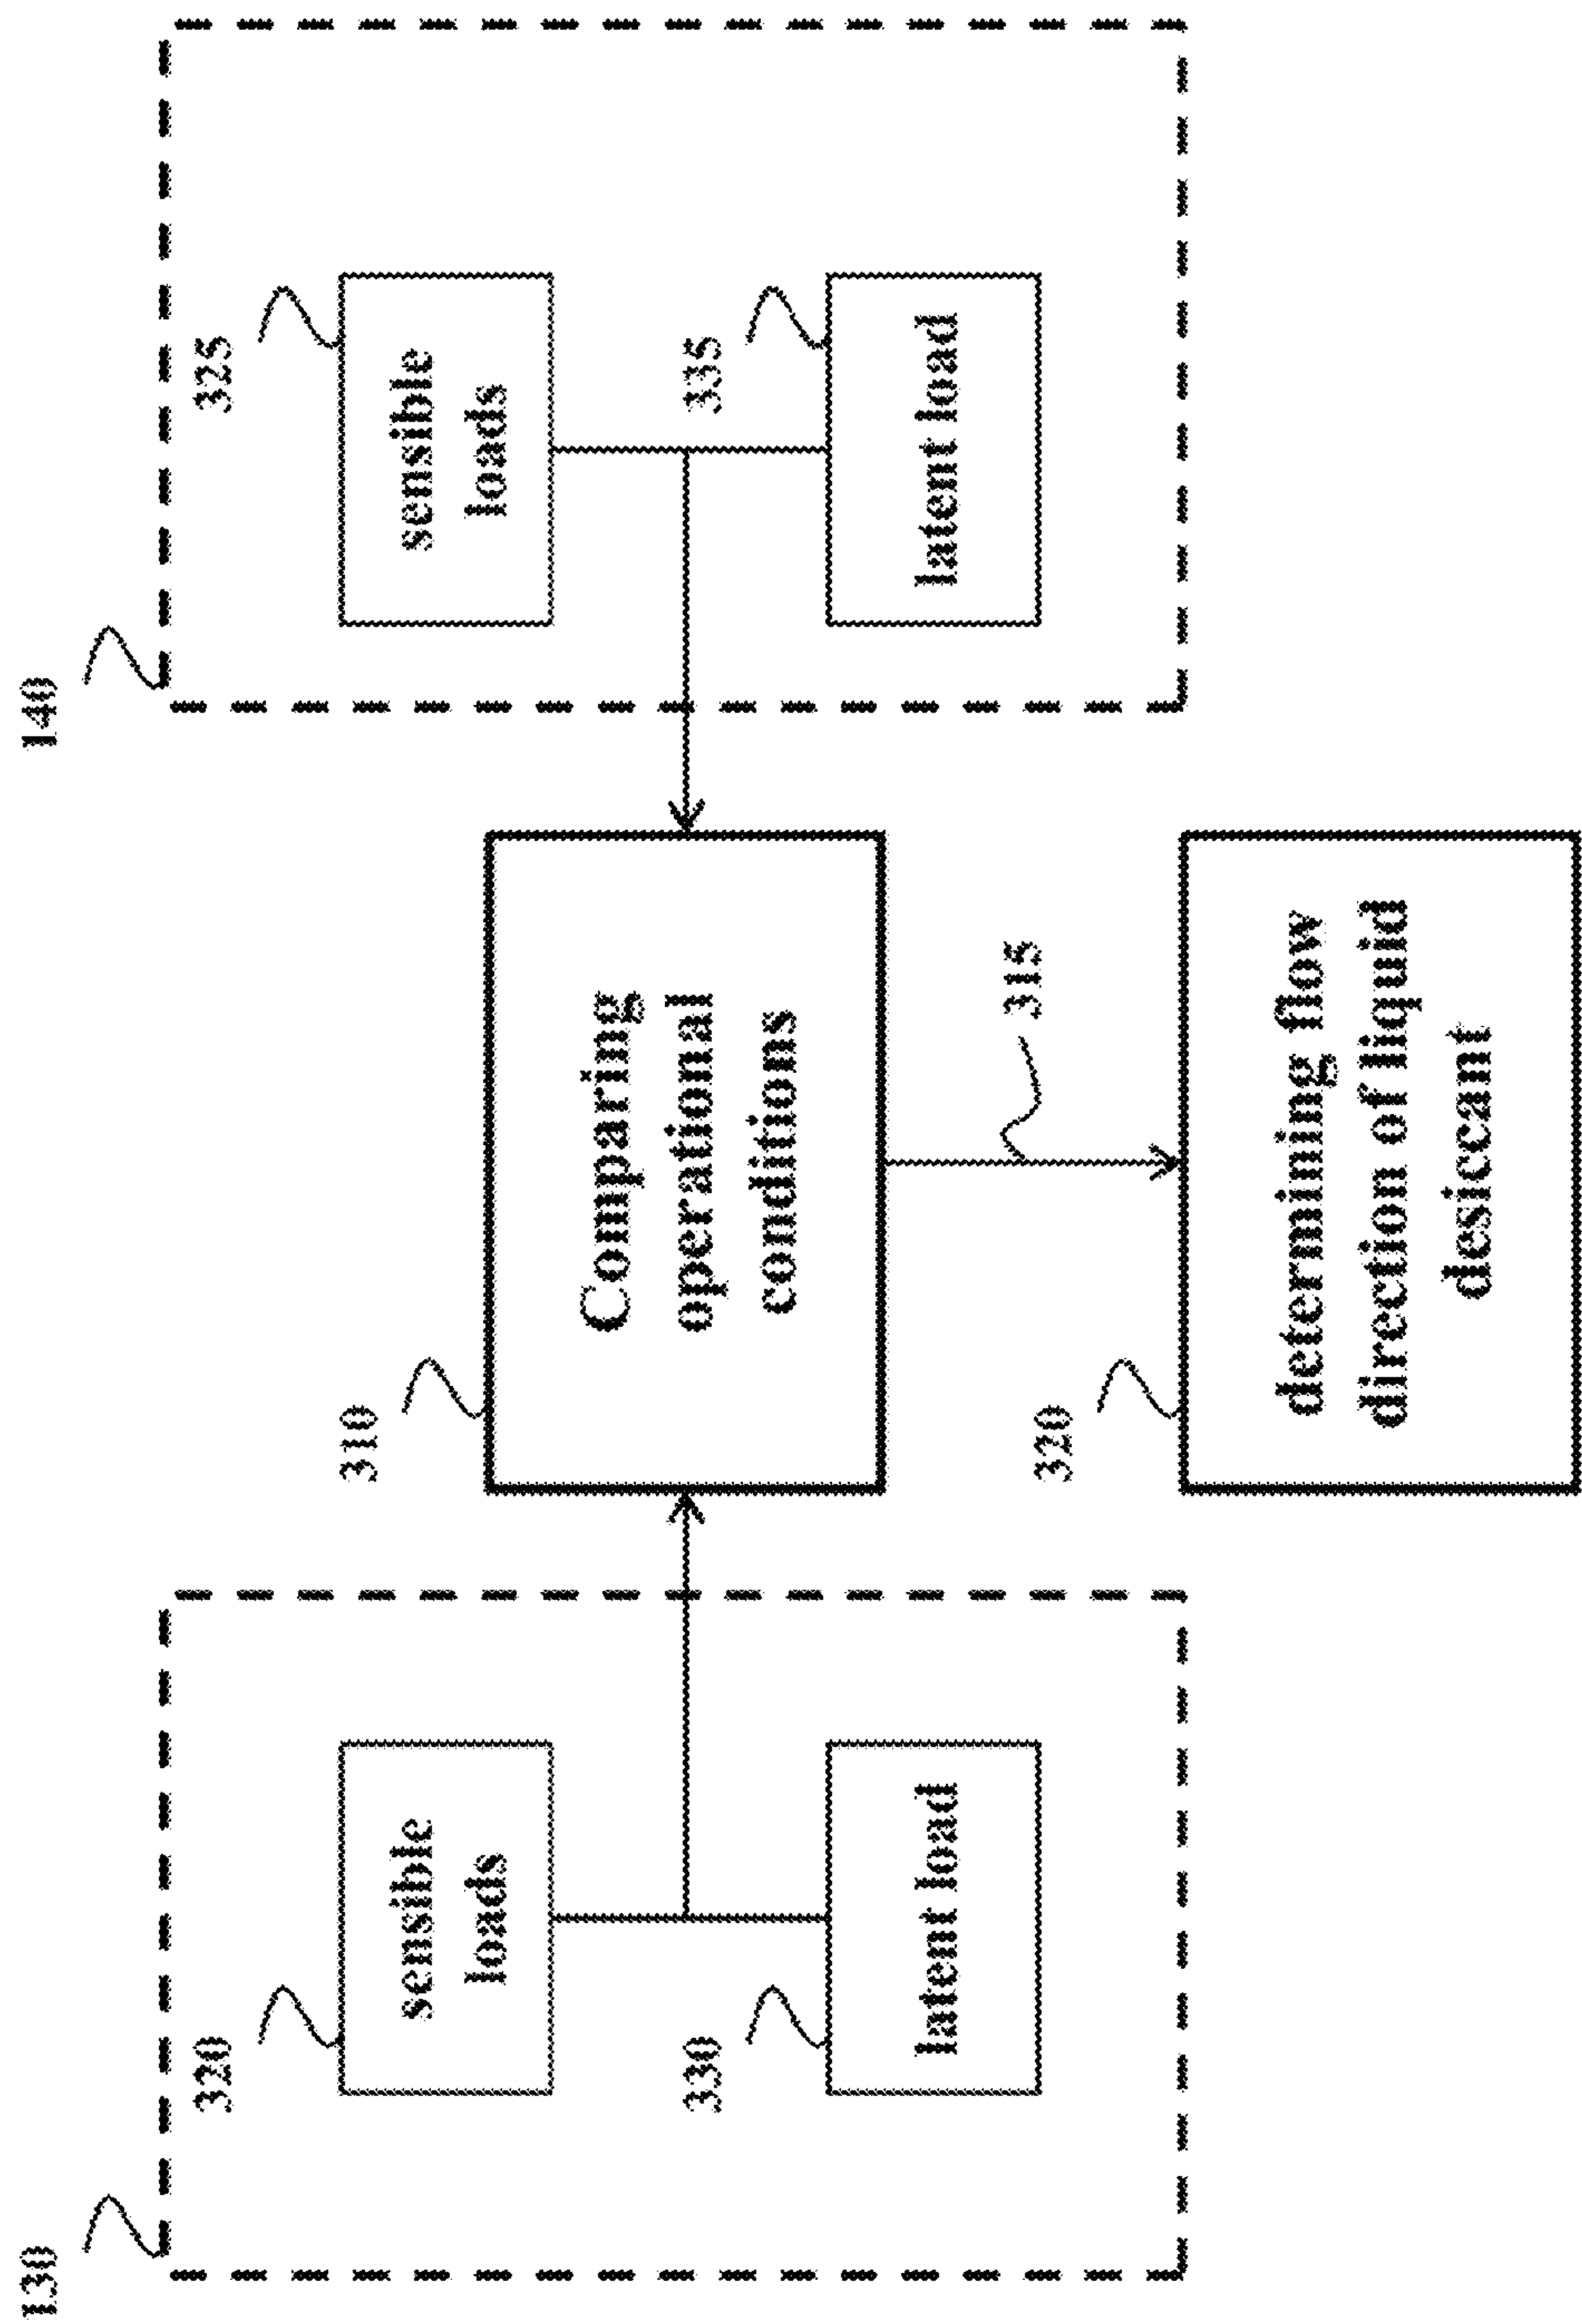 130
320
sensible
loads
330
latent load
310
Comparing
operational
conditions
315
320
determining flow
direction of liquid
desiccant
140
325
sensible
loads
335
latent load